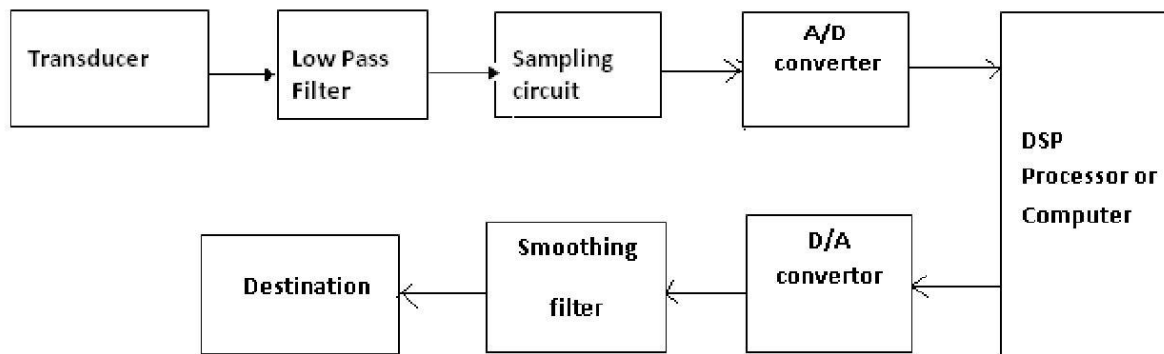 Transducer
Low Pass
Filter
Sampling
circuit
A/D
converter
DSP
Processor or
Computer
D/A
convertor
Smoothing
filter
Destination